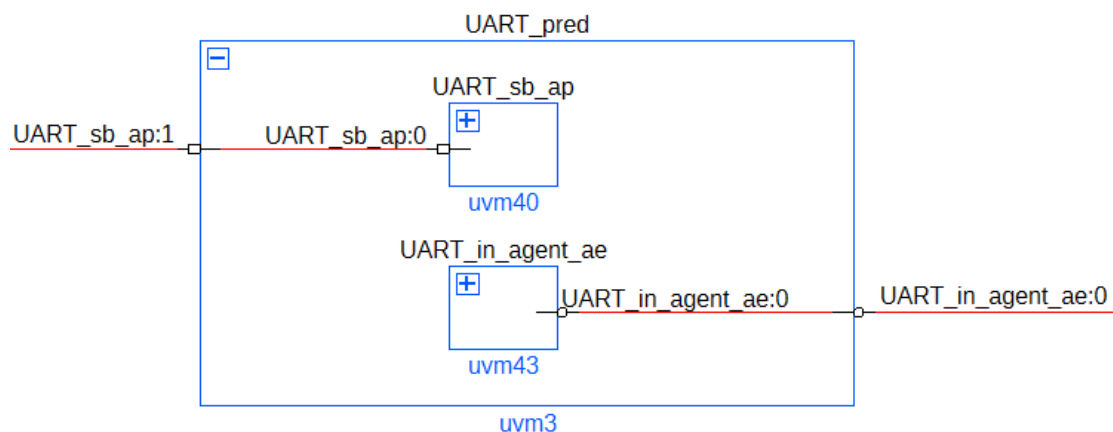 UART_pred
UART_sb_ap
UART_sb_ap:1
UART_sb_ap:0
uvm40
UART_in_agent_ae
UART_in_agent_ae:0
UART_in_agent_ae:0
uvm43
uvm3